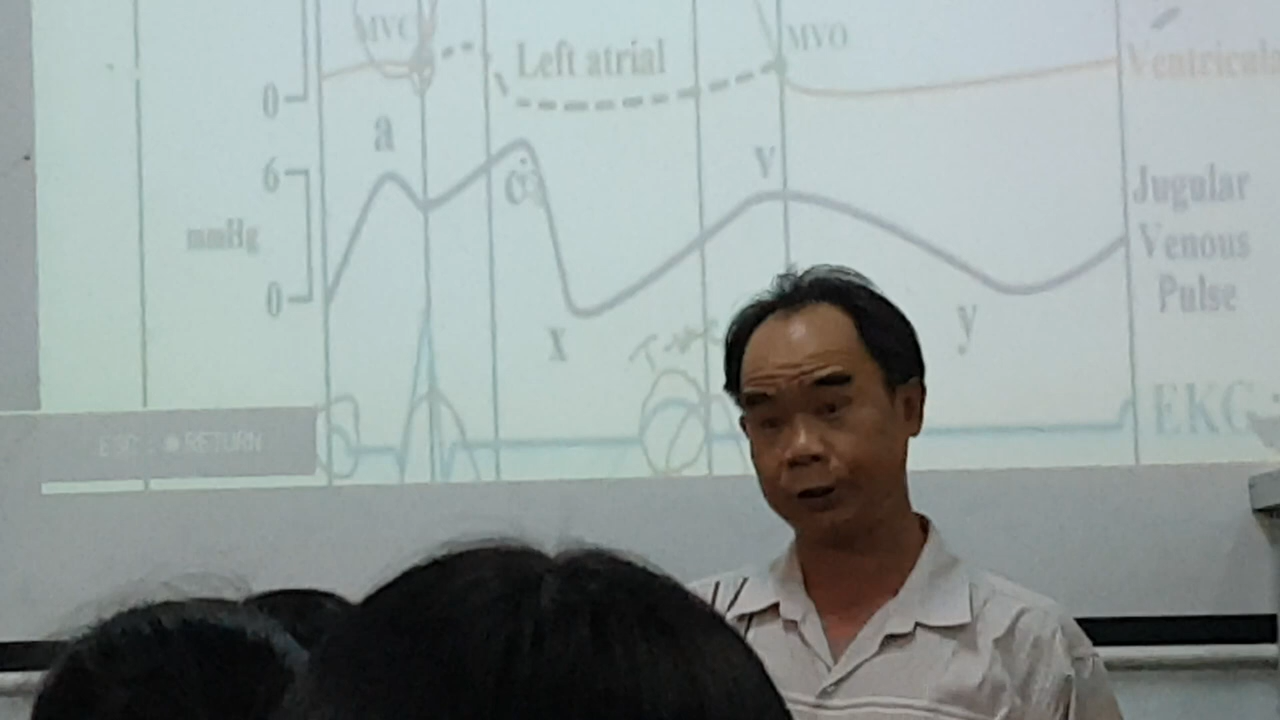 MVC
Left atrial
MVO
Ventricula
0
a
6
c
v
Jugular
Venous
Pulse
mmHg
0
x
y
T
EKG
ESC : ●RETURN